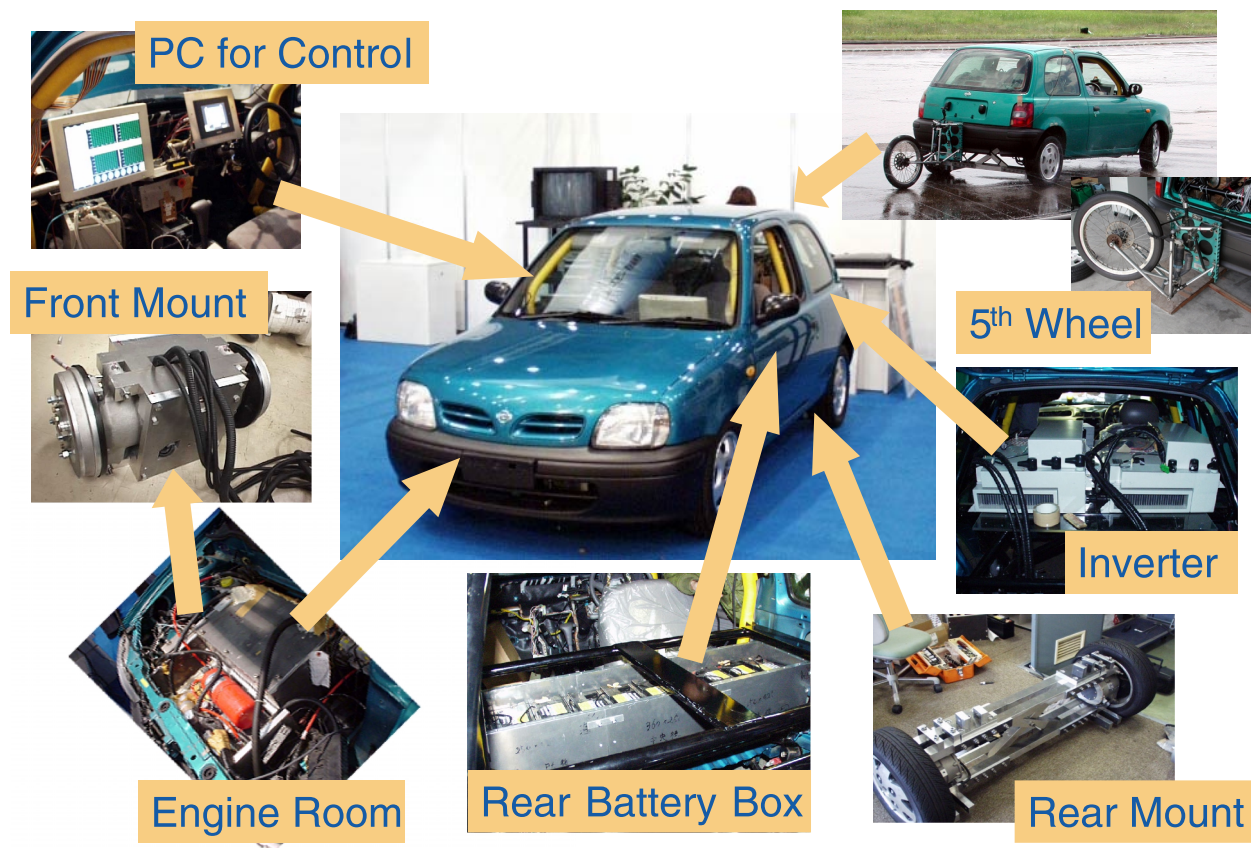 PC for Control
Front Mount
5th Wheel
Inverter
Engine Room
Rear Battery Box
Rear Mount